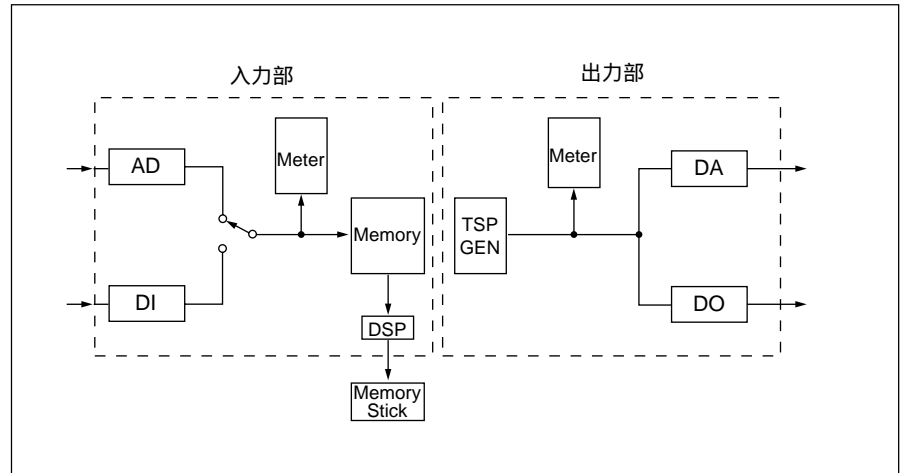 入力部
出力部
AD
Meter
Memory
DI
DSP
Memory
Stick
Meter
TSP
GEN
DA
DO